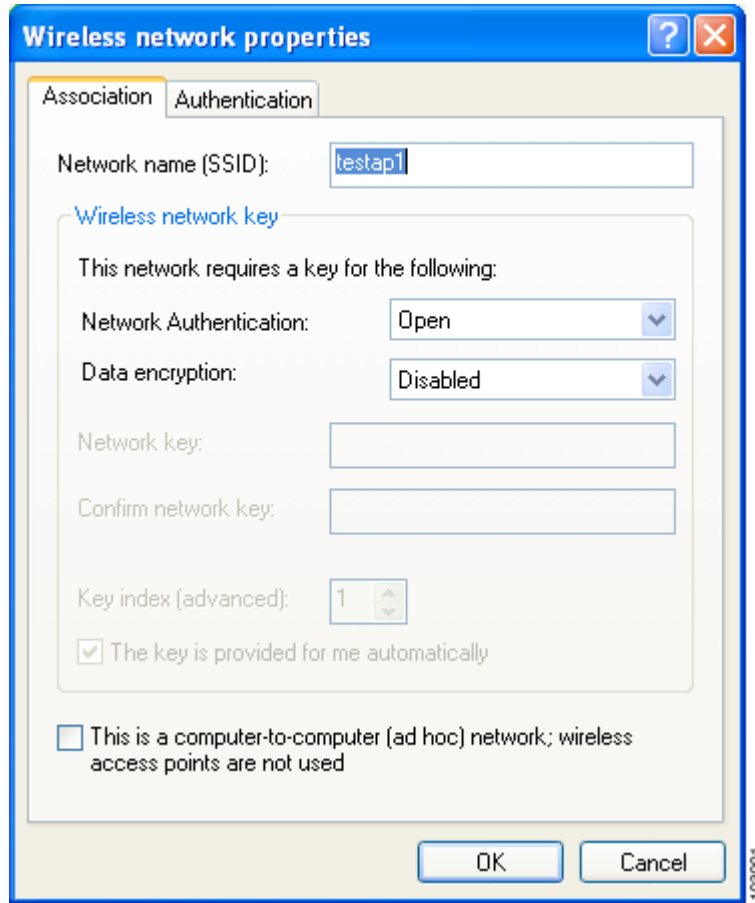 Wireless network properties
Association
Authentication
Network name (SSID):
testap1
Wireless network key
This network requires a key for the following:
Network Authentication:
Open
Data encryption:
Disabled
Network key:
Confirm network key:
Key index (advanced):
1
The key is provided for me automatically
This is a computer-to-computer (ad hoc) network; wireless
access points are not used
OK
Cancel